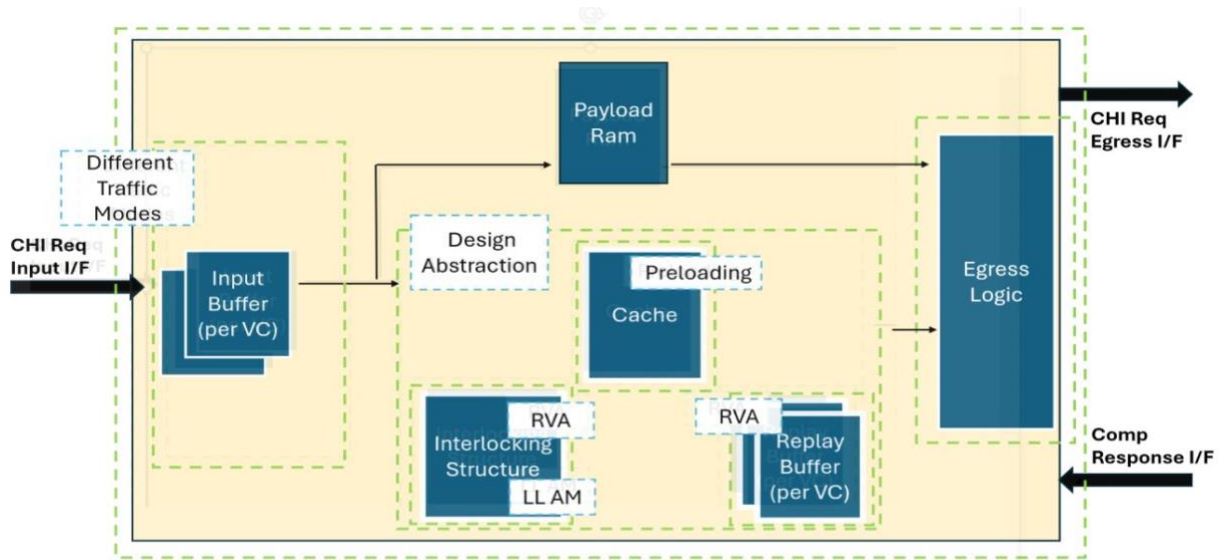 Payload
Ram
CHI Req
Egress I/F
Different
Traffic
Modes
CHI Req
Input I/F
Input
Buffer
(per VC)
Design
Abstraction
Preloading
Cache
Egress
Logic
RVA
Interlocking
Structure
LL AM
RVA
Replay
Buffer
(per VC)
Comp
Response I/F